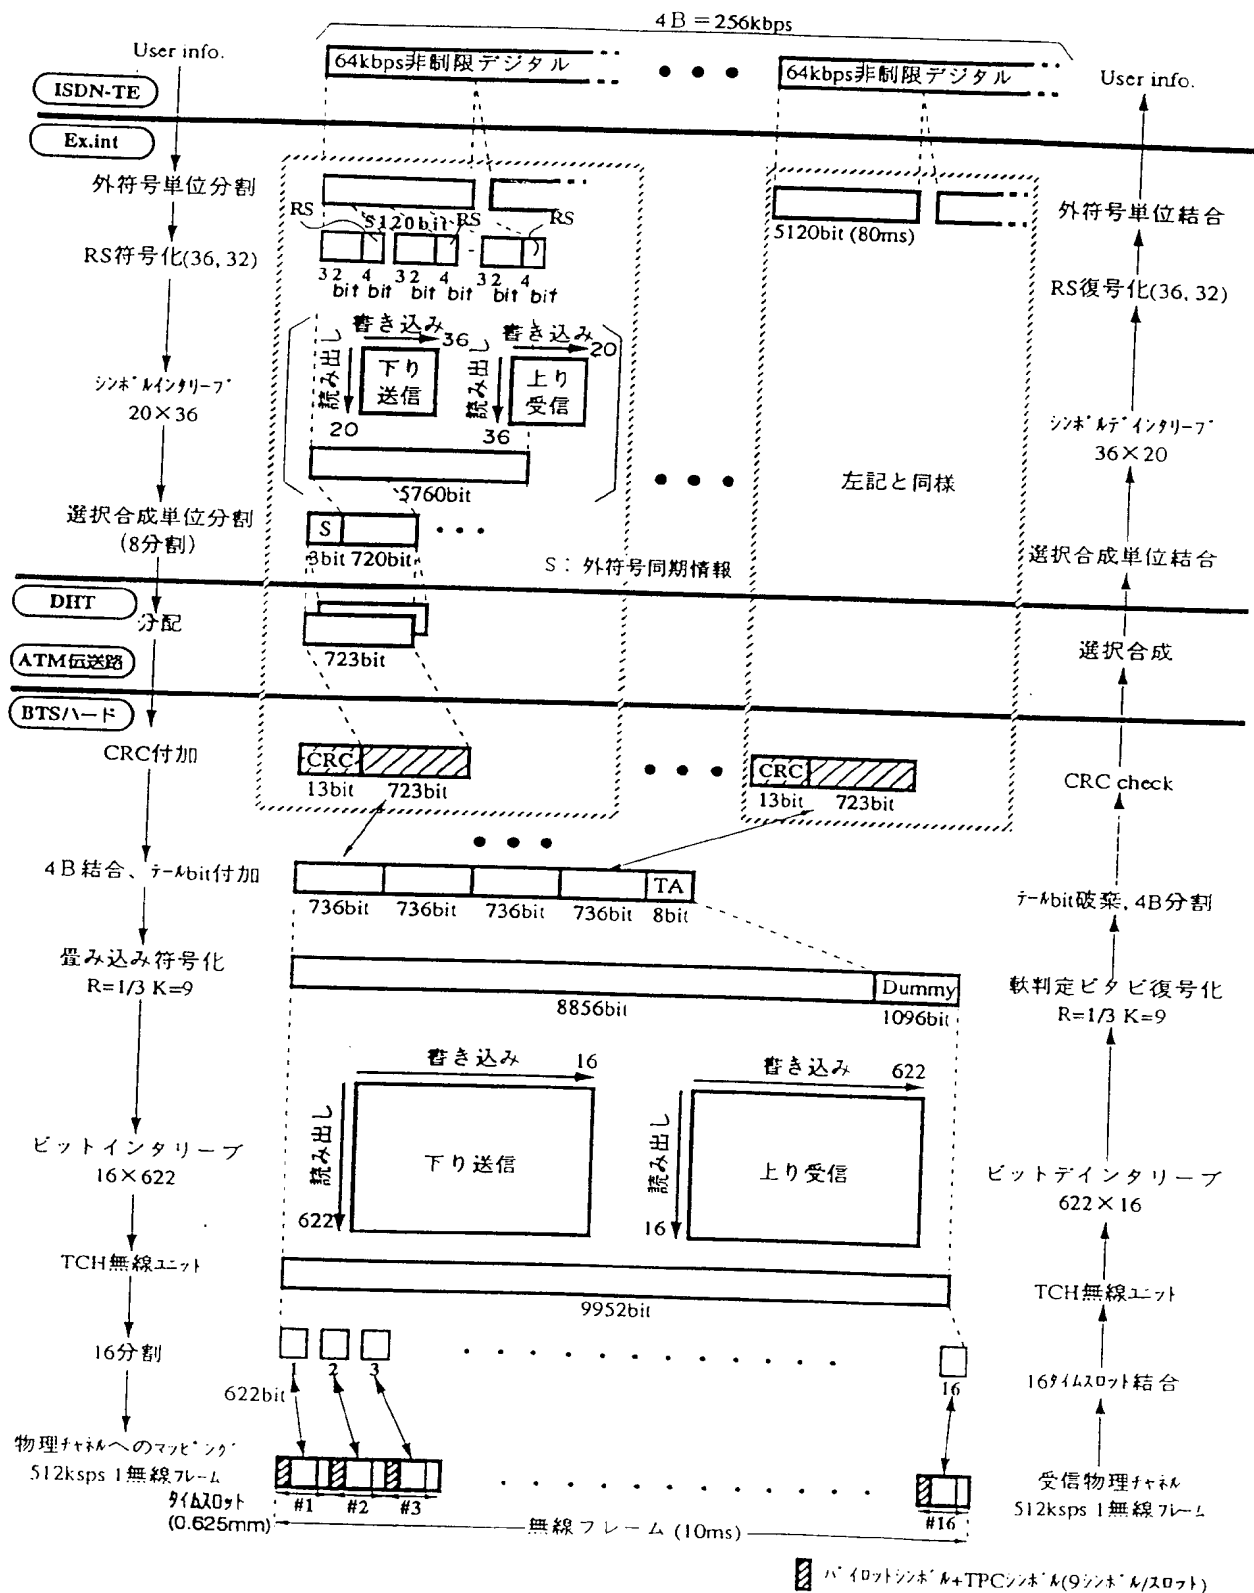 4B＝256kbps
User info.
64kbps非制限デジタル
64kbps非制限デジタル
User info.
ISDN-TE
Ex.int
外符号単位分割
外符号単位結合
RS
5120bit
RS
RS
5120bit (80ms)
RS符号化(36, 32)
32bit 4bit 32bit 4bit 32bit 4bit
RS復号化(36, 32)
書き込み
36
読み出し
下り送信
20
書き込み
20
読み出し
上り受信
36
シンボルインタリーブ
20×36
シンボルデインタリーブ
36×20
5760bit
左記と同様
選択合成単位分割
(8分割)
S
3bit 720bit
S：外符号同期情報
選択合成単位結合
DHT
分配
723bit
選択合成
ATM伝送路
BTSハード
CRC付加
CRC
13bit 723bit
CRC
13bit 723bit
CRC check
4B結合、テールbit付加
TA
736bit 736bit 736bit 736bit 8bit
テールbit破棄, 4B分割
畳み込み符号化
R=1/3 K=9
Dummy
8856bit
1096bit
軟判定ビタビ復号化
R=1/3 K=9
書き込み
16
読み出し
下り送信
622
書き込み
622
読み出し
上り受信
16
ビットインタリーブ
16×622
ビットデインタリーブ
622×16
TCH無線ユニット
9952bit
TCH無線ユニット
16分割
1 2 3
16
622bit
16タイムスロット結合
物理チャネルへのマッピング
512ksps 1無線フレーム
#1 #2 #3
#16
受信物理チャネル
512ksps 1無線フレーム
タイムスロット
(0.625mm)
無線フレーム(10ms)
パイロットシンボル+TPCシンボル(9シンボル/スロット)